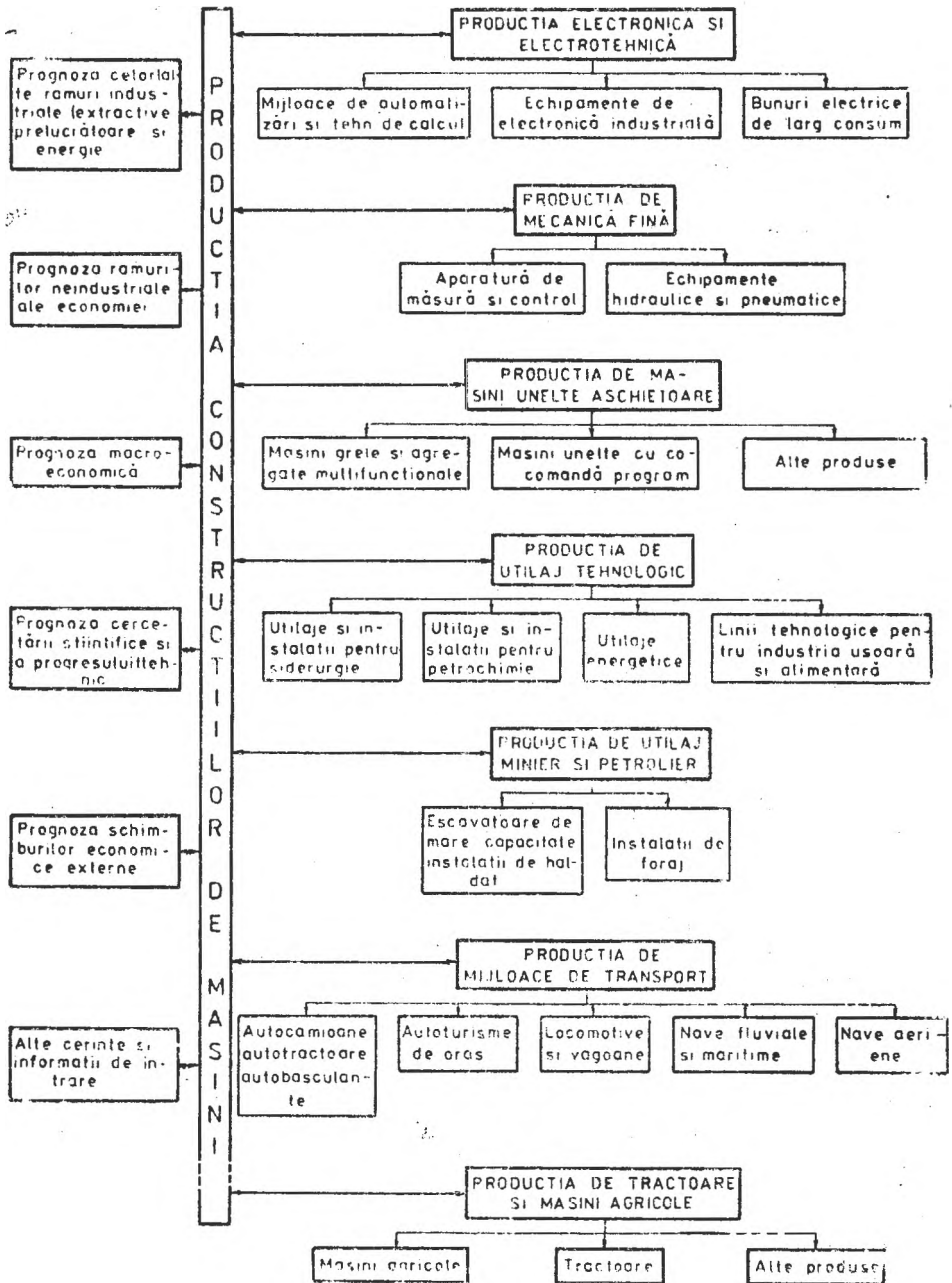 PRODUCTIA ELECTRONICA SI
ELECTROTEHNICĂ
Mijloace de automati-
zări si tehn de calcul
Echipamente de
electronică industrială
Bunuri electrice
de larg consum
Prognoza celorlal-
te ramuri indus-
triale (extractive
prelucrătoare si
energie
PRODUCTIA CONSTRUCTIILOR DE MASINI
PRODUCTIA DE
MECANICĂ FINĂ
Aparatură de
măsură si control
Echipamente
hidraulice si pneumatice
Prognoza ramuri-
lor neindustriale
ale economiei
PRODUCTIA DE MA-
SINI UNELTE ASCHIETOARE
Masini grele si agre-
gate multifunctionale
Masini unelte cu co-
comandă program
Alte produse
Prognoza macro-
economică
PRODUCTIA DE
UTILAJ TEHNOLOGIC
Utilaje si in-
stalatii pentru
siderurgie
Utilaje si in-
stalatii pentru
petrochimie
Utilaje
energetice
Linii tehnologice pen-
tru industria usoară
si alimentară
Prognoza cerce-
tării stiintifice si
a progresuluitteh-
nic
PRODUCTIA DE UTILAJ
MINIER SI PETROLIER
Escavatoare de
mare capacitate
instalatii de hal-
dat
Instalatii de
foraj
Prognoza schim-
burilor economi-
ce externe
PRODUCTIA DE
MIJLOACE DE TRANSPORT
Autocamioane
autotractoare
autobasculan-
te
Autoturisme
de oras
Locomotive
si vagoane
Nave fluviale
si maritime
Nave aeri-
ene
Alte cerinte si
informatii de in-
trare
PRODUCTIA DE TRACTOARE
SI MASINI AGRICOLE
Masini agricole
Tractoare
Alte produse